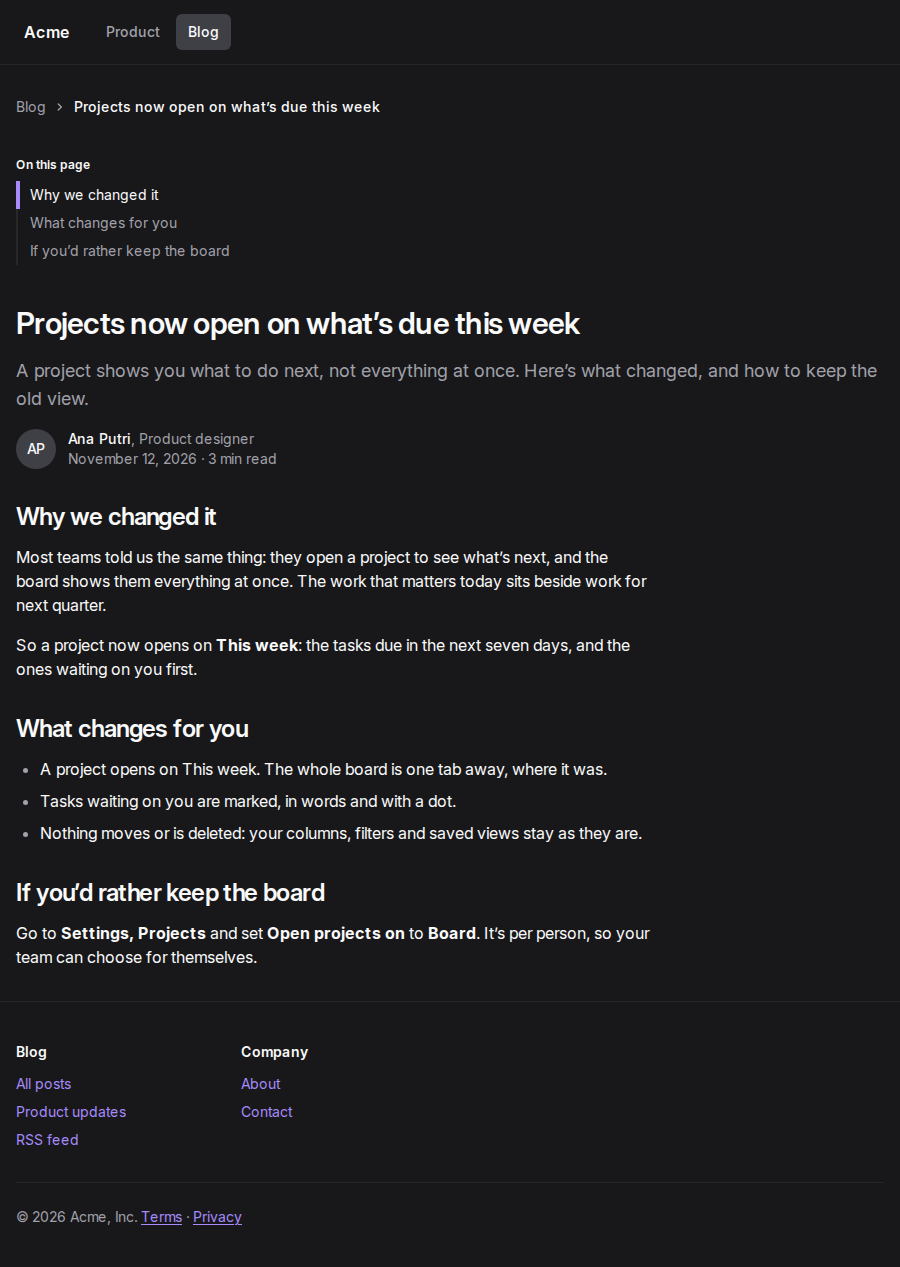 Acme Product Blog
Blog › Projects now open on what’s due this week
On this page
Why we changed it
What changes for you
If you’d rather keep the board
Projects now open on what’s due this week
A project shows you what to do next, not everything at once. Here’s what changed, and how to keep the
old view.
AP
Ana Putri, Product designer
November 12, 2026 · 3 min read
Why we changed it
Most teams told us the same thing: they open a project to see what’s next, and the
board shows them everything at once. The work that matters today sits beside work for
next quarter.
So a project now opens on This week: the tasks due in the next seven days, and the
ones waiting on you first.
What changes for you
• A project opens on This week. The whole board is one tab away, where it was.
• Tasks waiting on you are marked, in words and with a dot.
• Nothing moves or is deleted: your columns, filters and saved views stay as they are.
If you’d rather keep the board
Go to Settings, Projects and set Open projects on to Board. It’s per person, so your
team can choose for themselves.
Blog
All posts
Product updates
RSS feed
Company
About
Contact
© 2026 Acme, Inc. Terms · Privacy